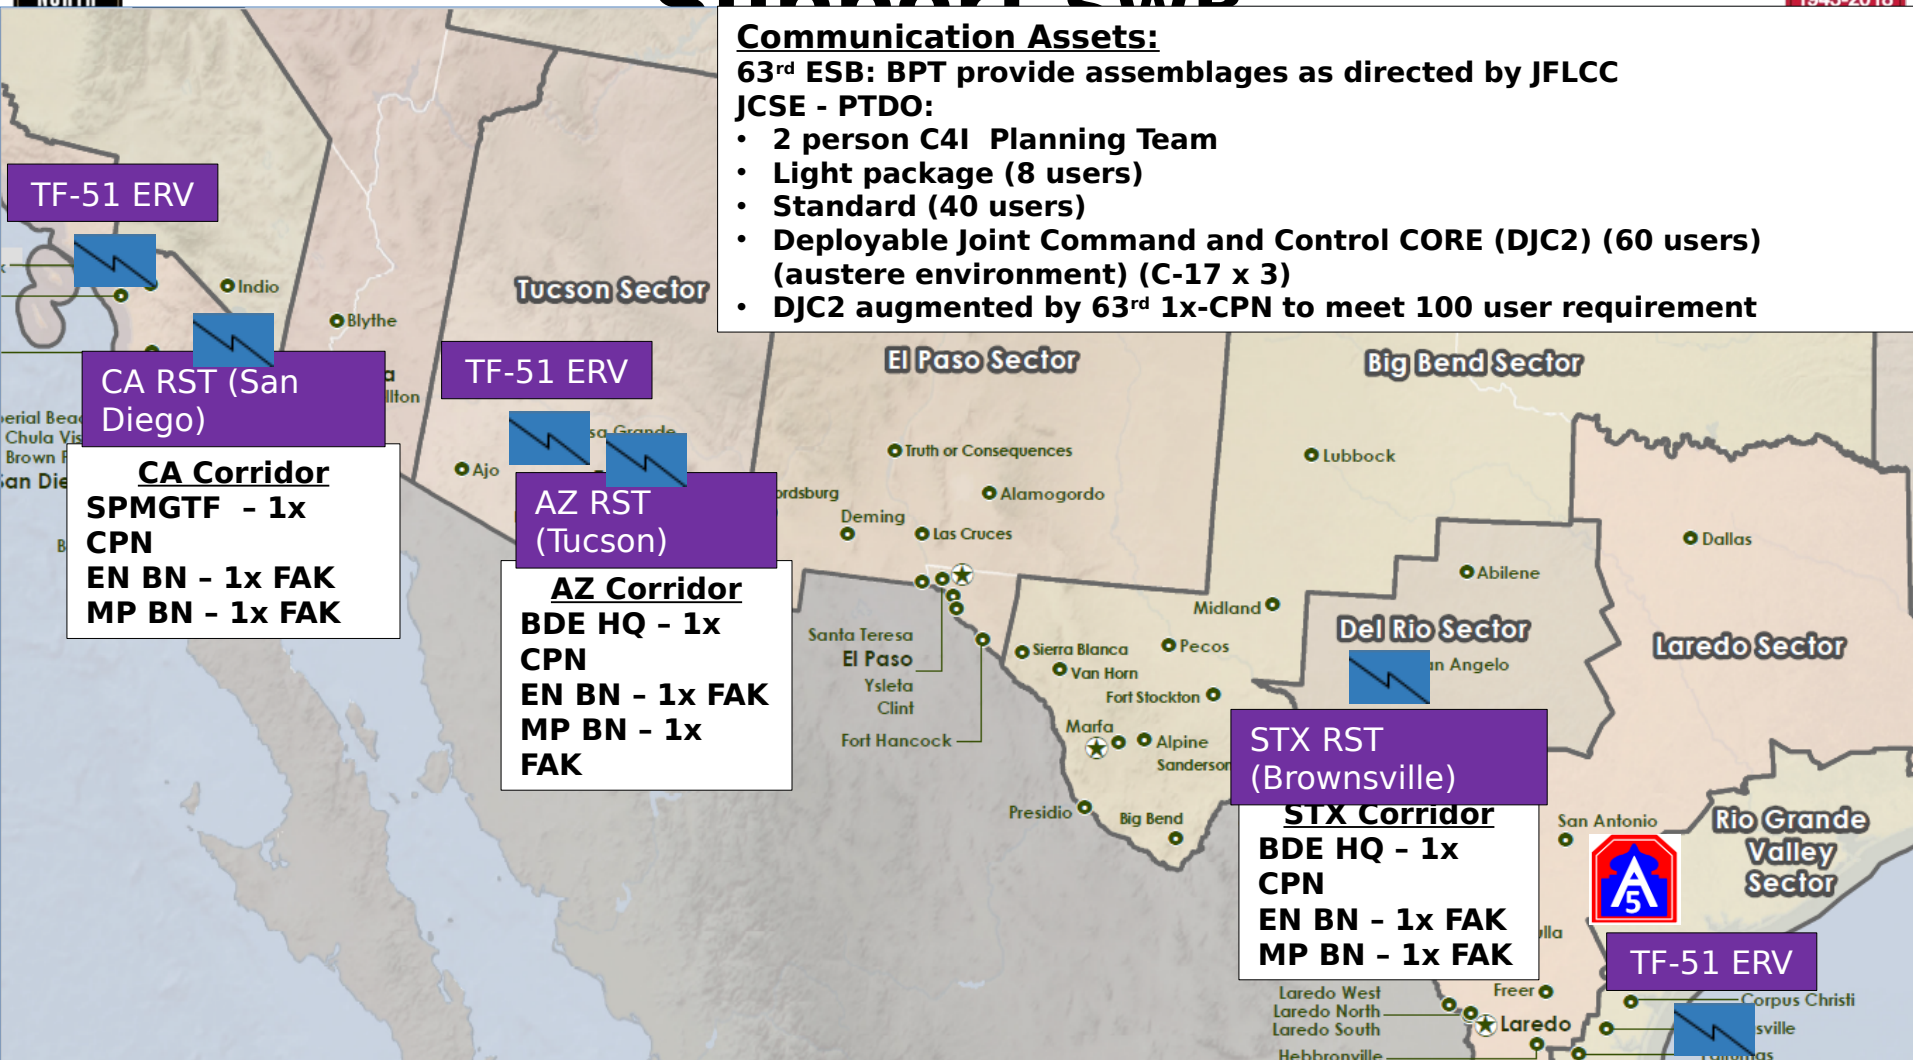 NORTH
Support SWB
1943-2018
Communication Assets:
63rd ESB: BPT provide assemblages as directed by JFLCC
JCSE - PTDO:
• 2 person C4I Planning Team
• Light package (8 users)
• Standard (40 users)
• Deployable Joint Command and Control CORE (DJC2) (60 users)
(austere environment) (C-17 x 3)
• DJC2 augmented by 63rd 1x-CPN to meet 100 user requirement
TF-51 ERV
Indio
Blythe
Tucson Sector
CA RST (San
Diego)
TF-51 ERV
El Paso Sector
Big Bend Sector
Chula
Brown
CA Corridor
SPMGTF – 1x
CPN
EN BN – 1x FAK
MP BN – 1x FAK
Ajo
AZ RST
(Tucson)
AZ Corridor
BDE HQ – 1x
CPN
EN BN – 1x FAK
MP BN – 1x
FAK
Truth or Consequences
Alamogordo
Deming
Las Cruces
Lubbock
Dallas
Abilene
Midland
Santa Teresa
El Paso
Ysleta
Clint
Fort Hancock
Sierra Blanca
Van Horn
Pecos
Fort Stockton
Marfa
Alpine
Sanderson
Presidio
Big Bend
Del Rio Sector
Laredo Sector
STX RST
(Brownsville)
STX Corridor
BDE HQ – 1x
CPN
EN BN – 1x FAK
MP BN – 1x FAK
San Antonio
Rio Grande
Valley
Sector
A
5
TF-51 ERV
Laredo West
Laredo North
Laredo South
Hebbronville
Freer
Laredo
Corpus Christi